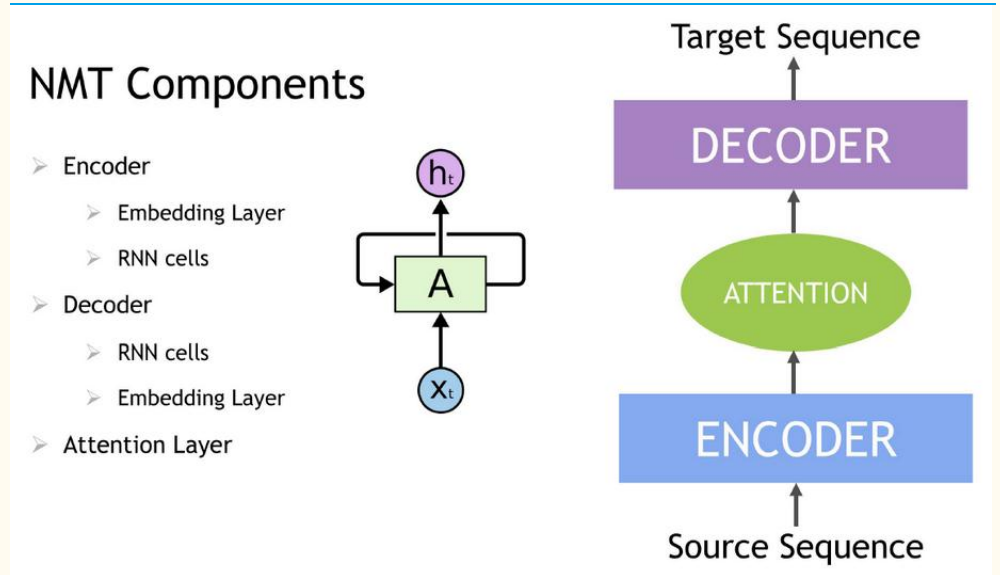 NMT Components
Encoder
Embedding Layer
RNN cells
Decoder
RNN cells
Embedding Layer
Attention Layer
ht
A
xt
Target Sequence
DECODER
ATTENTION
ENCODER
Source Sequence